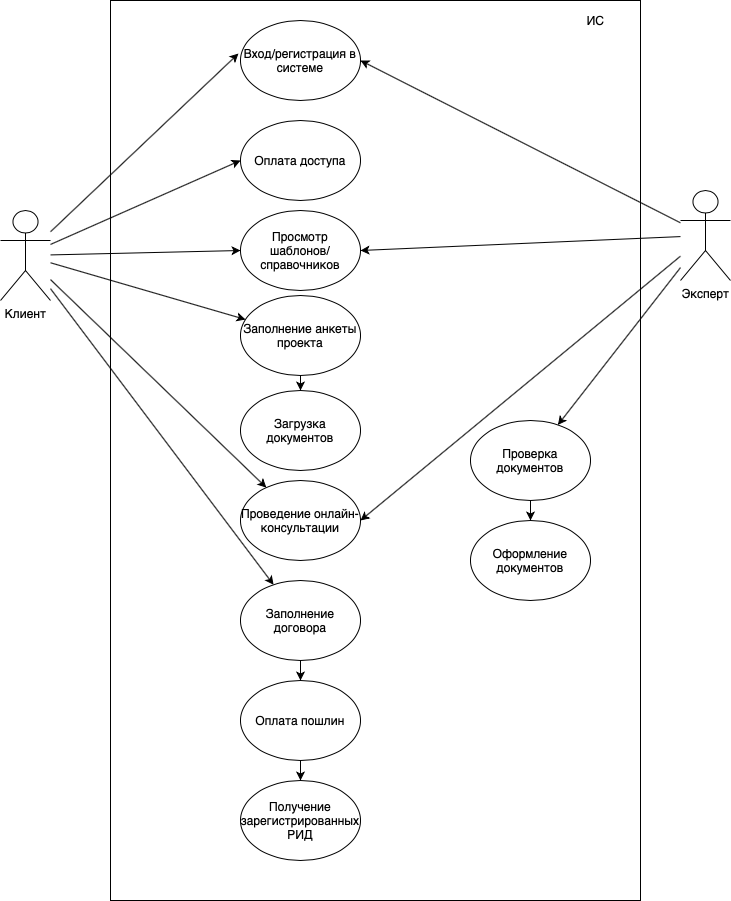 ИС
Вход/регистрация в
системе
Оплата доступа
Просмотр
шаблонов/
справочников
Клиент
Эксперт
Заполнение анкеты
проекта
Загрузка
документов
Проверка
документов
Проведение онлайн-
консультации
Оформление
документов
Заполнение
договора
Оплата пошлин
Получение
зарегистрированных
РИД